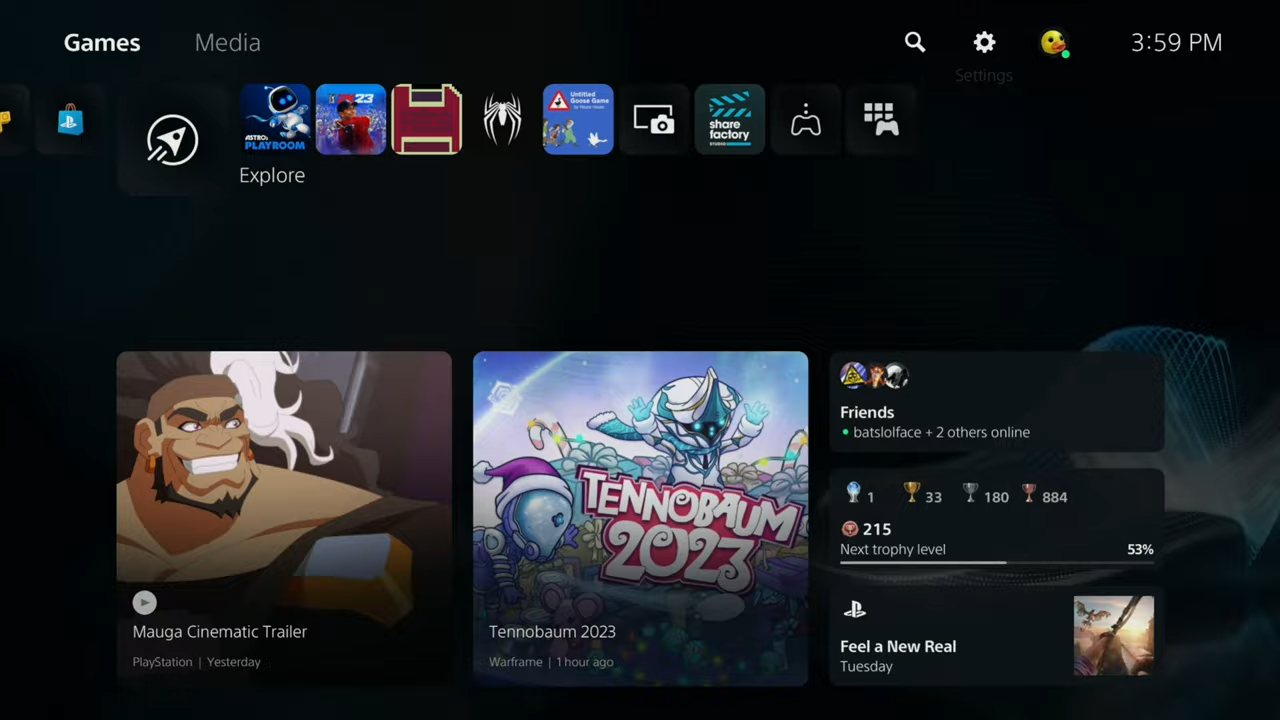 Games
Media
3:59 PM
Settings
ASTRO's PLAYROOM
23
Untitled Goose Game
share factory STUDIO
Explore
TENNOBAUM
2023
Mauga Cinematic Trailer
PlayStation | Yesterday
Tennobaum 2023
Warframe | 1 hour ago
Friends
batslolface + 2 others online
1 33 180 884
215
Next trophy level 53%
Feel a New Real
Tuesday